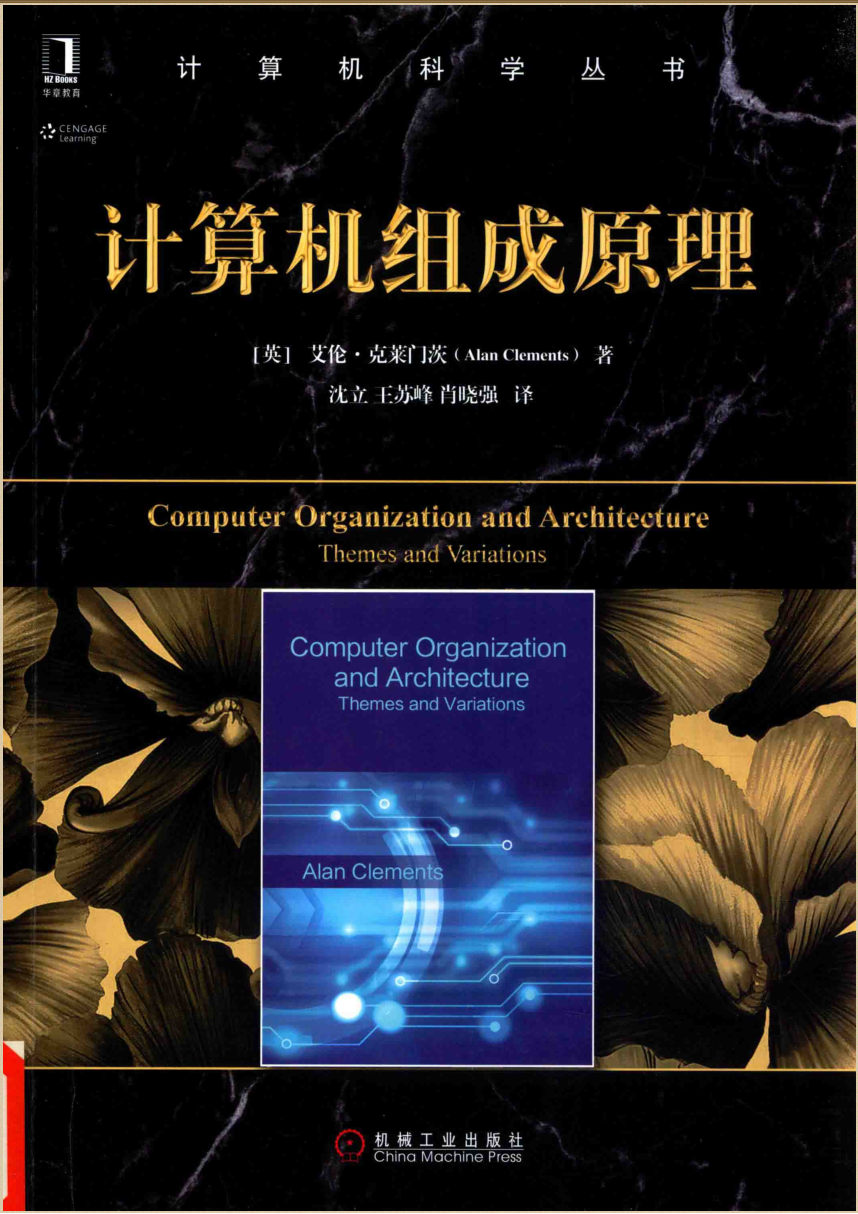 HZ BOOKS
华章教育
计算机科学丛书
CENGAGE
Learning
计算机组成原理
[英] 艾伦·克莱门茨(Alan Clements) 著
沈立 王苏峰 肖晓强 译
Computer Organization and Architecture
Themes and Variations
Computer Organization
and Architecture
Themes and Variations
Alan Clements
机械工业出版社
China Machine Press